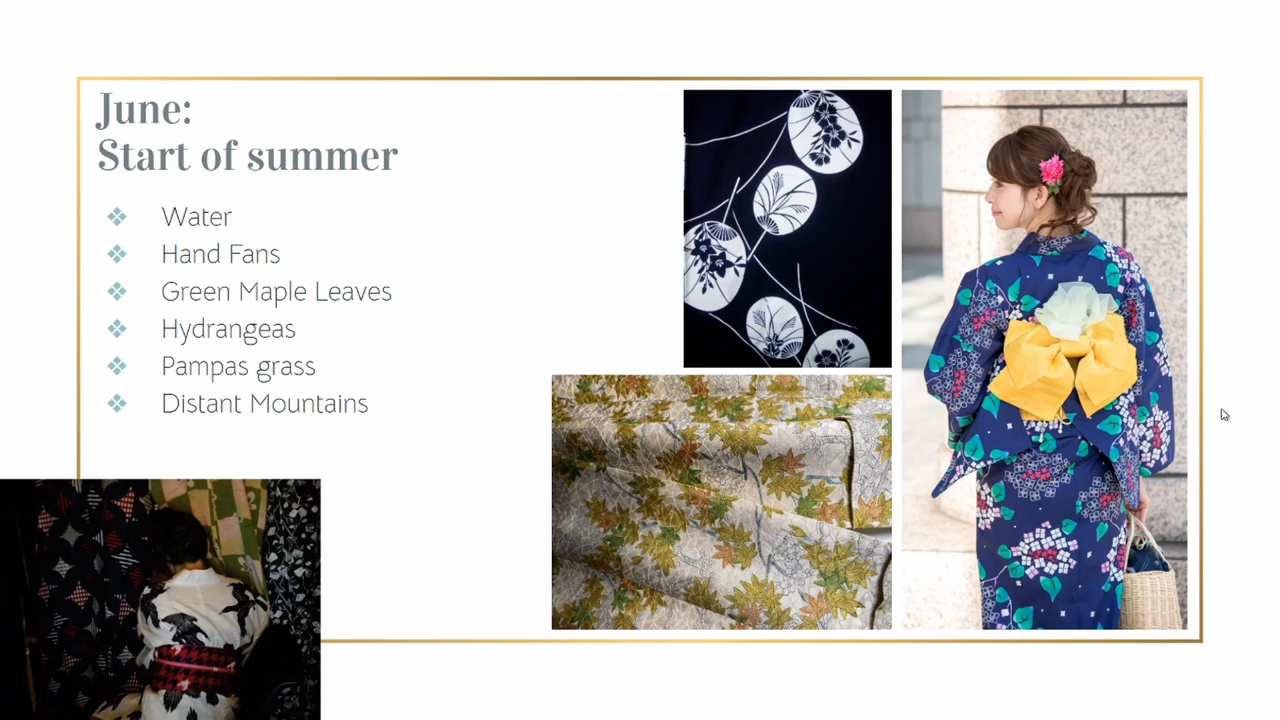 June:
Start of summer
Water
Hand Fans
Green Maple Leaves
Hydrangeas
Pampas grass
Distant Mountains